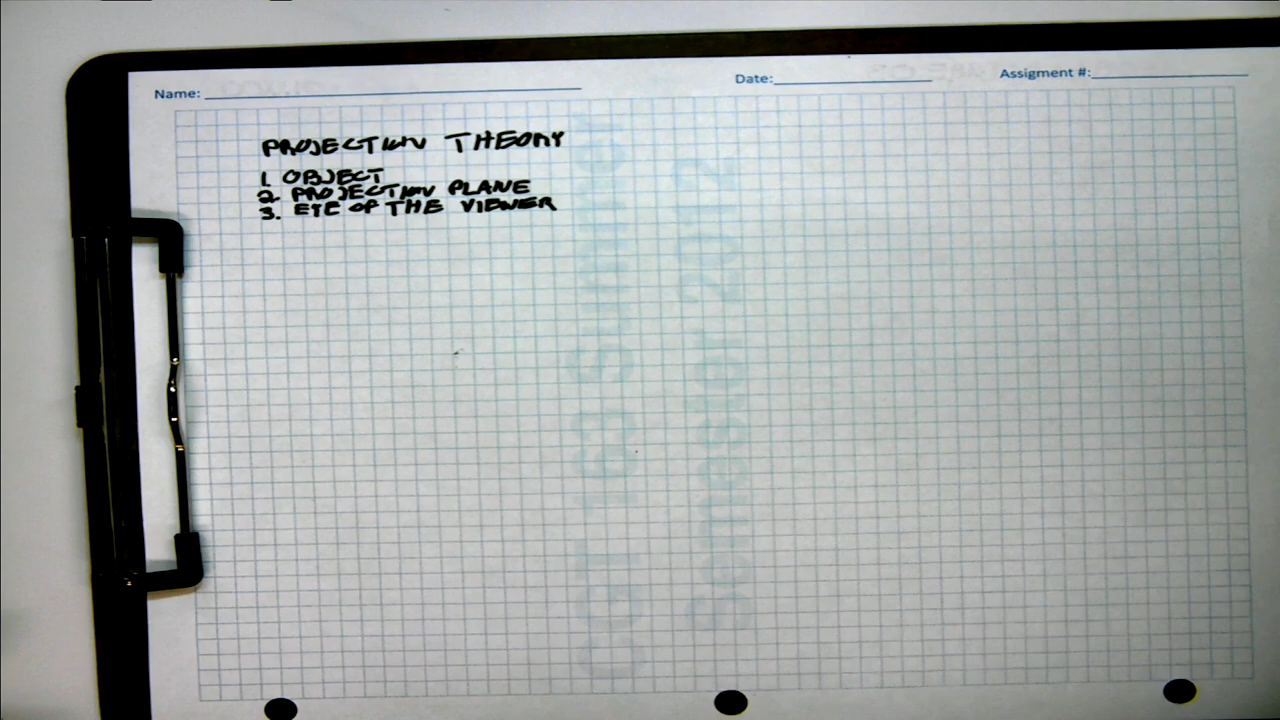 Name: Date: Assigment #:
PROJECTION THEORY
1. OBJECT
2. PROJECTION PLANE
3. EYE OF THE VIEWER